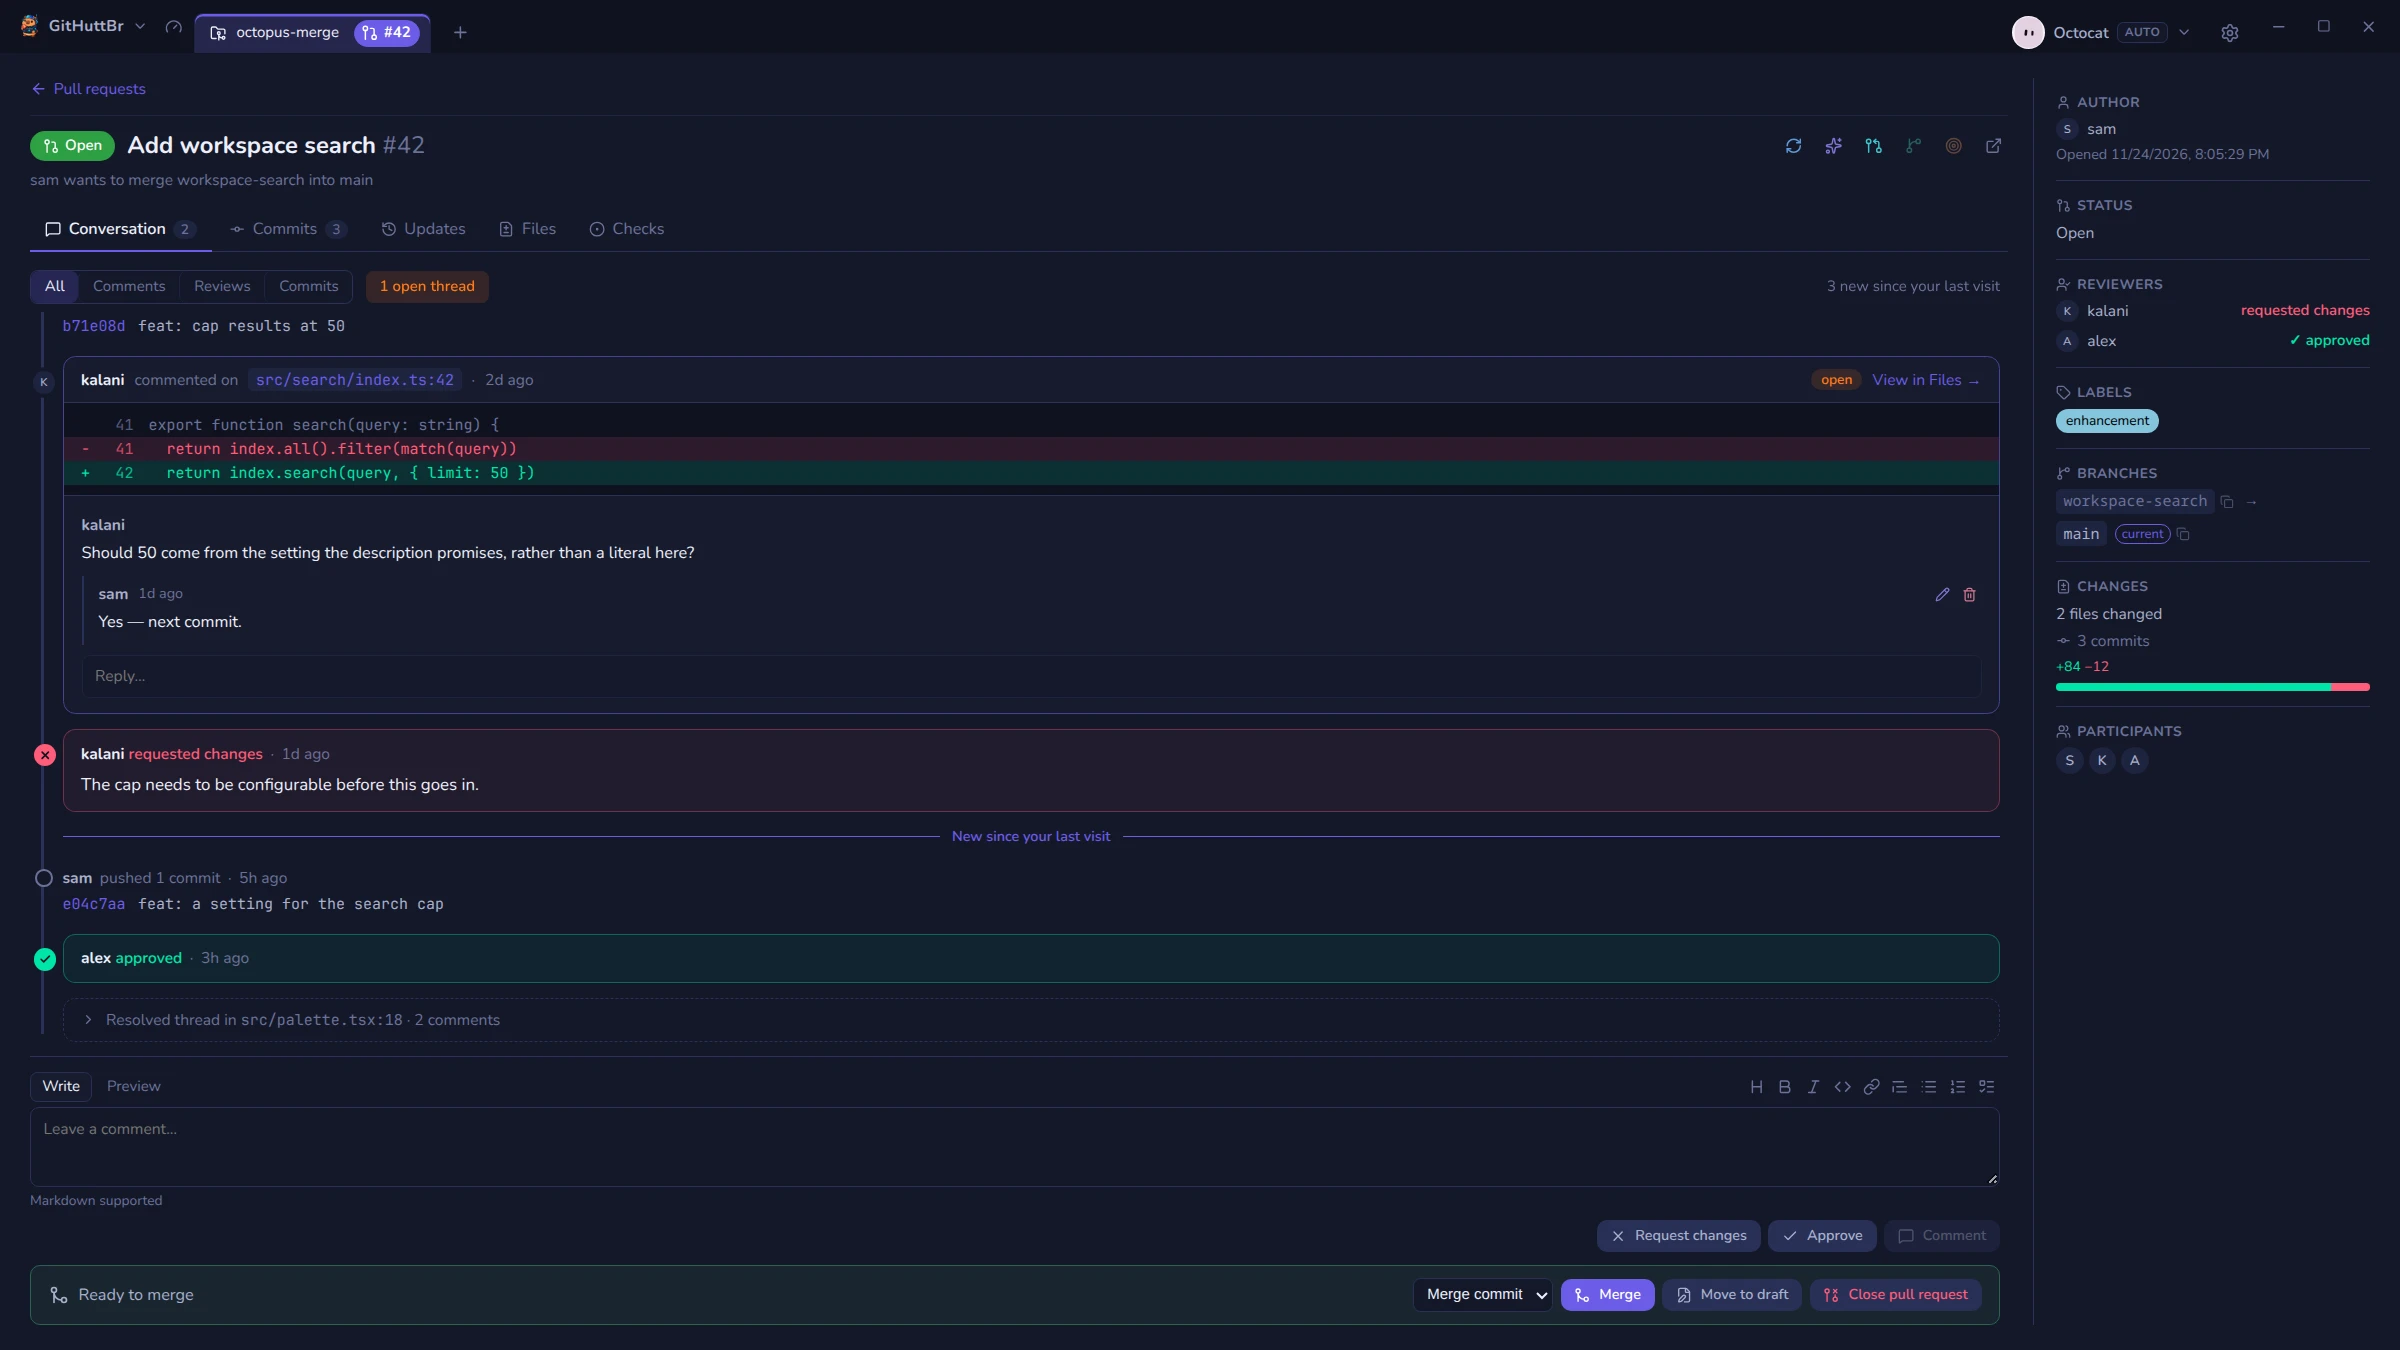 GitHuttBr
octopus-merge #42
Octocat AUTO
Pull requests
Open Add workspace search #42
sam wants to merge workspace-search into main
Conversation 2 Commits 3 Updates Files Checks
All Comments Reviews Commits 1 open thread 3 new since your last visit
b71e08d feat: cap results at 50
K kalani commented on src/search/index.ts:42 · 2d ago open View in Files →
41 export function search(query: string) {
- 41 return index.all().filter(match(query))
+ 42 return index.search(query, { limit: 50 })
kalani
Should 50 come from the setting the description promises, rather than a literal here?
sam 1d ago
Yes — next commit.
Reply...
kalani requested changes · 1d ago
The cap needs to be configurable before this goes in.
New since your last visit
sam pushed 1 commit · 5h ago
e04c7aa feat: a setting for the search cap
alex approved · 3h ago
Resolved thread in src/palette.tsx:18 · 2 comments
Write Preview
Leave a comment...
Markdown supported
Request changes Approve Comment
Ready to merge Merge commit Merge Move to draft Close pull request
AUTHOR
S sam
Opened 11/24/2026, 8:05:29 PM
STATUS
Open
REVIEWERS
K kalani requested changes
A alex ✓ approved
LABELS
enhancement
BRANCHES
workspace-search →
main current
CHANGES
2 files changed
3 commits
+84 −12
PARTICIPANTS
S K A